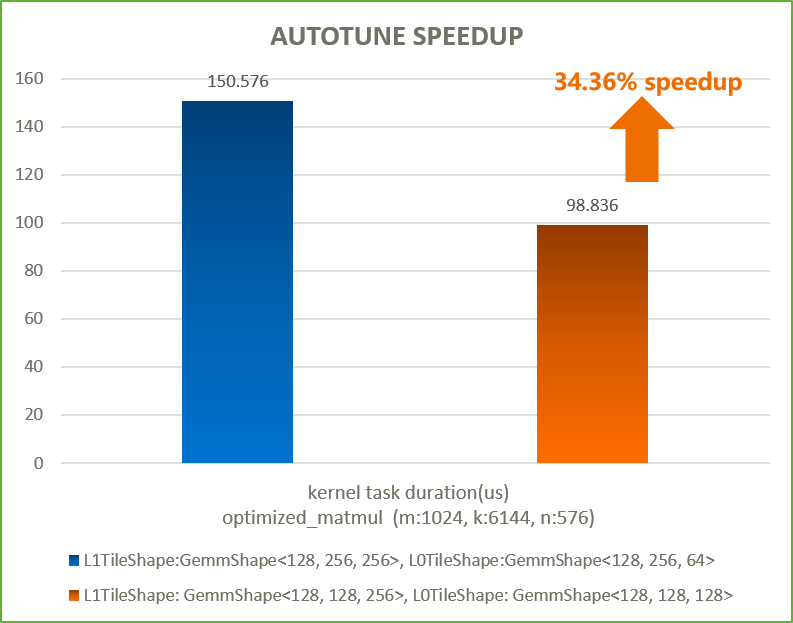 AUTOTUNE SPEEDUP
160
150.576
34.36% speedup
140
120
100
98.836
80
60
40
20
0
kernel task duration(us)
optimized_matmul (m:1024, k:6144, n:576)
L1TileShape:GemmShape<128, 256, 256>, L0TileShape:GemmShape<128, 256, 64>
L1TileShape: GemmShape<128, 128, 256>, L0TileShape: GemmShape<128, 128, 128>